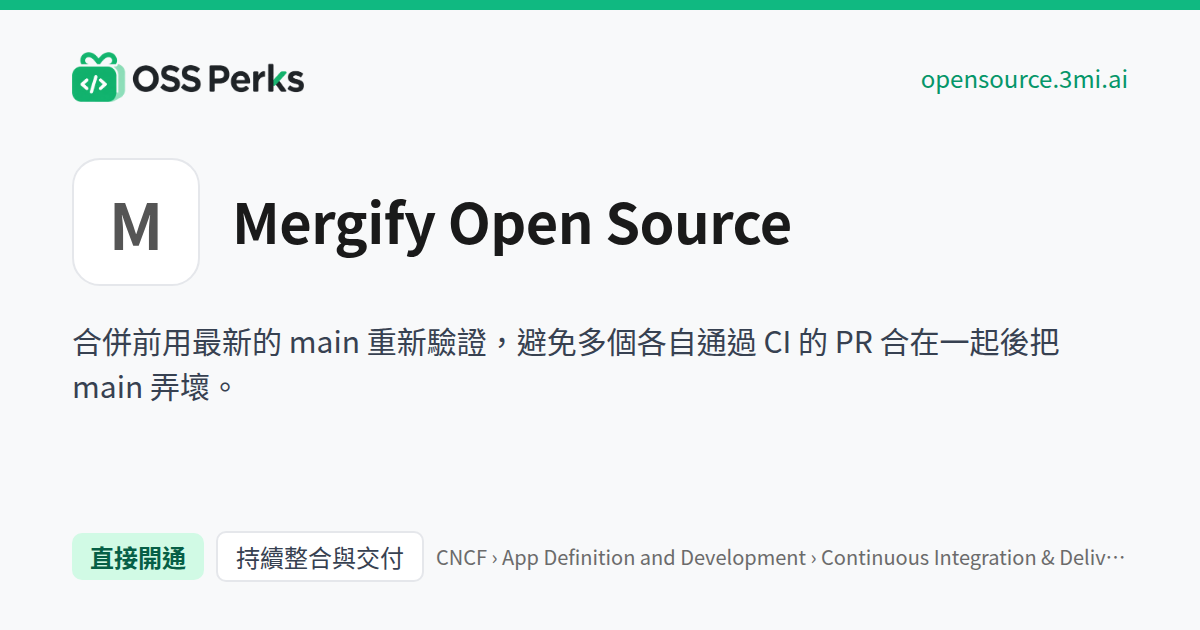 </> OSS Perks
opensource.3mi.ai
M
Mergify Open Source
合併前用最新的 main 重新驗證，避免多個各自通過 CI 的 PR 合在一起後把
main 弄壞。
直接開通
持續整合與交付
CNCF › App Definition and Development › Continuous Integration & Deliv…